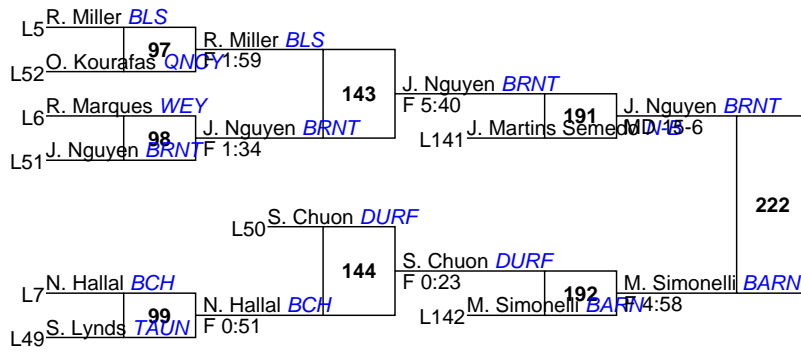 L5 R. Miller BLS
97
R. Miller BLS
F 1:59
L52 O. Kourafas QNCY
143
J. Nguyen BRNT
F 5:40
L6 R. Marques WEY
98
J. Nguyen BRNT
F 1:34
L51 J. Nguyen BRNT
191
J. Nguyen BRNT
MD 15-6
L141 J. Martins Semedo N-B
222
L50 S. Chuon DURF
144
S. Chuon DURF
F 0:23
L7 N. Hallal BCH
99
N. Hallal BCH
F 0:51
L49 S. Lynds TAUN
192
M. Simonelli BARN
F 4:58
L142 M. Simonelli BARN